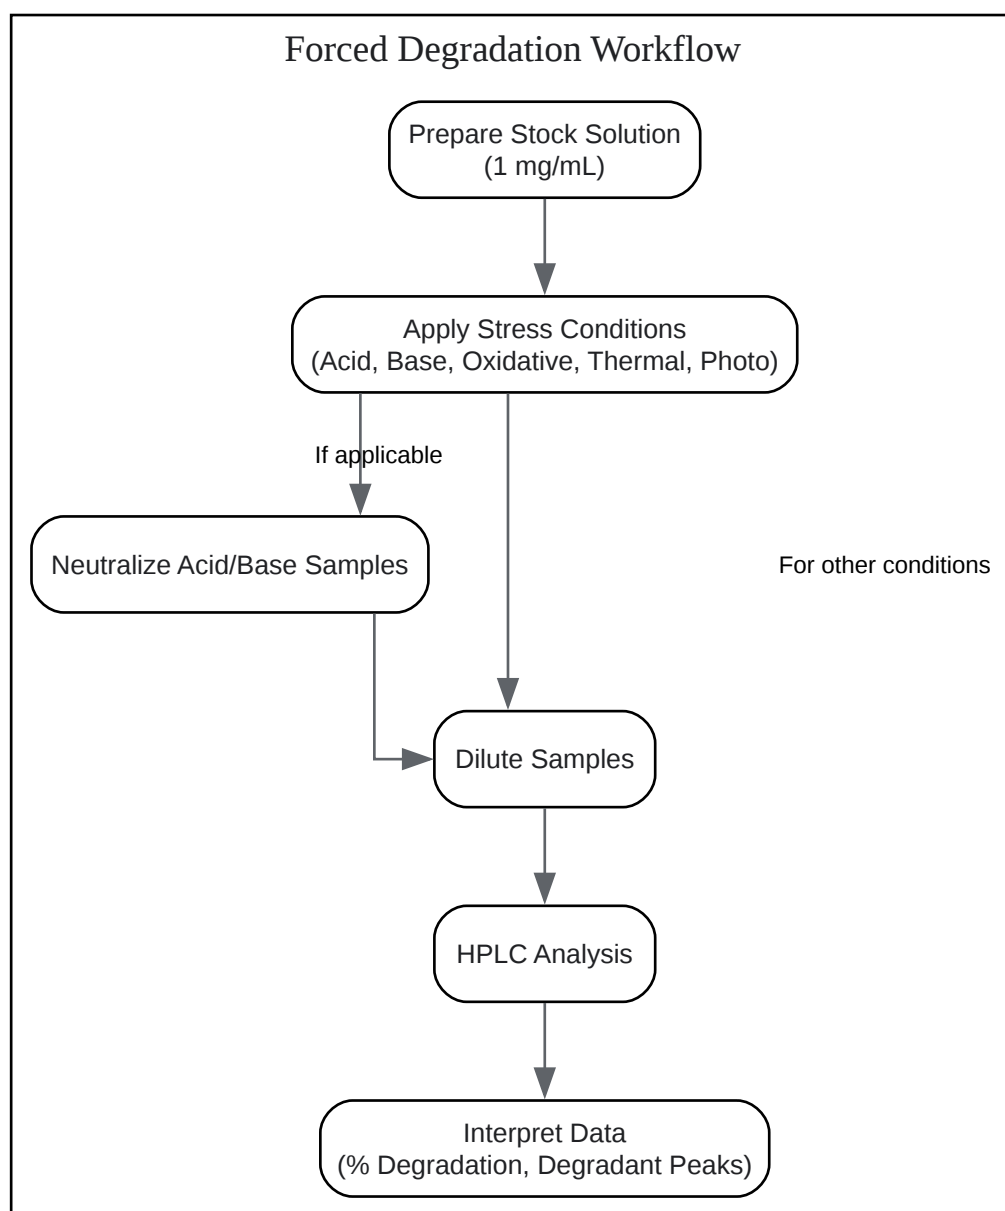 Forced Degradation Workflow
Prepare Stock Solution
(1 mg/mL)
Apply Stress Conditions
(Acid, Base, Oxidative, Thermal, Photo)
If applicable
Neutralize Acid/Base Samples
For other conditions
Dilute Samples
HPLC Analysis
Interpret Data
(% Degradation, Degradant Peaks)